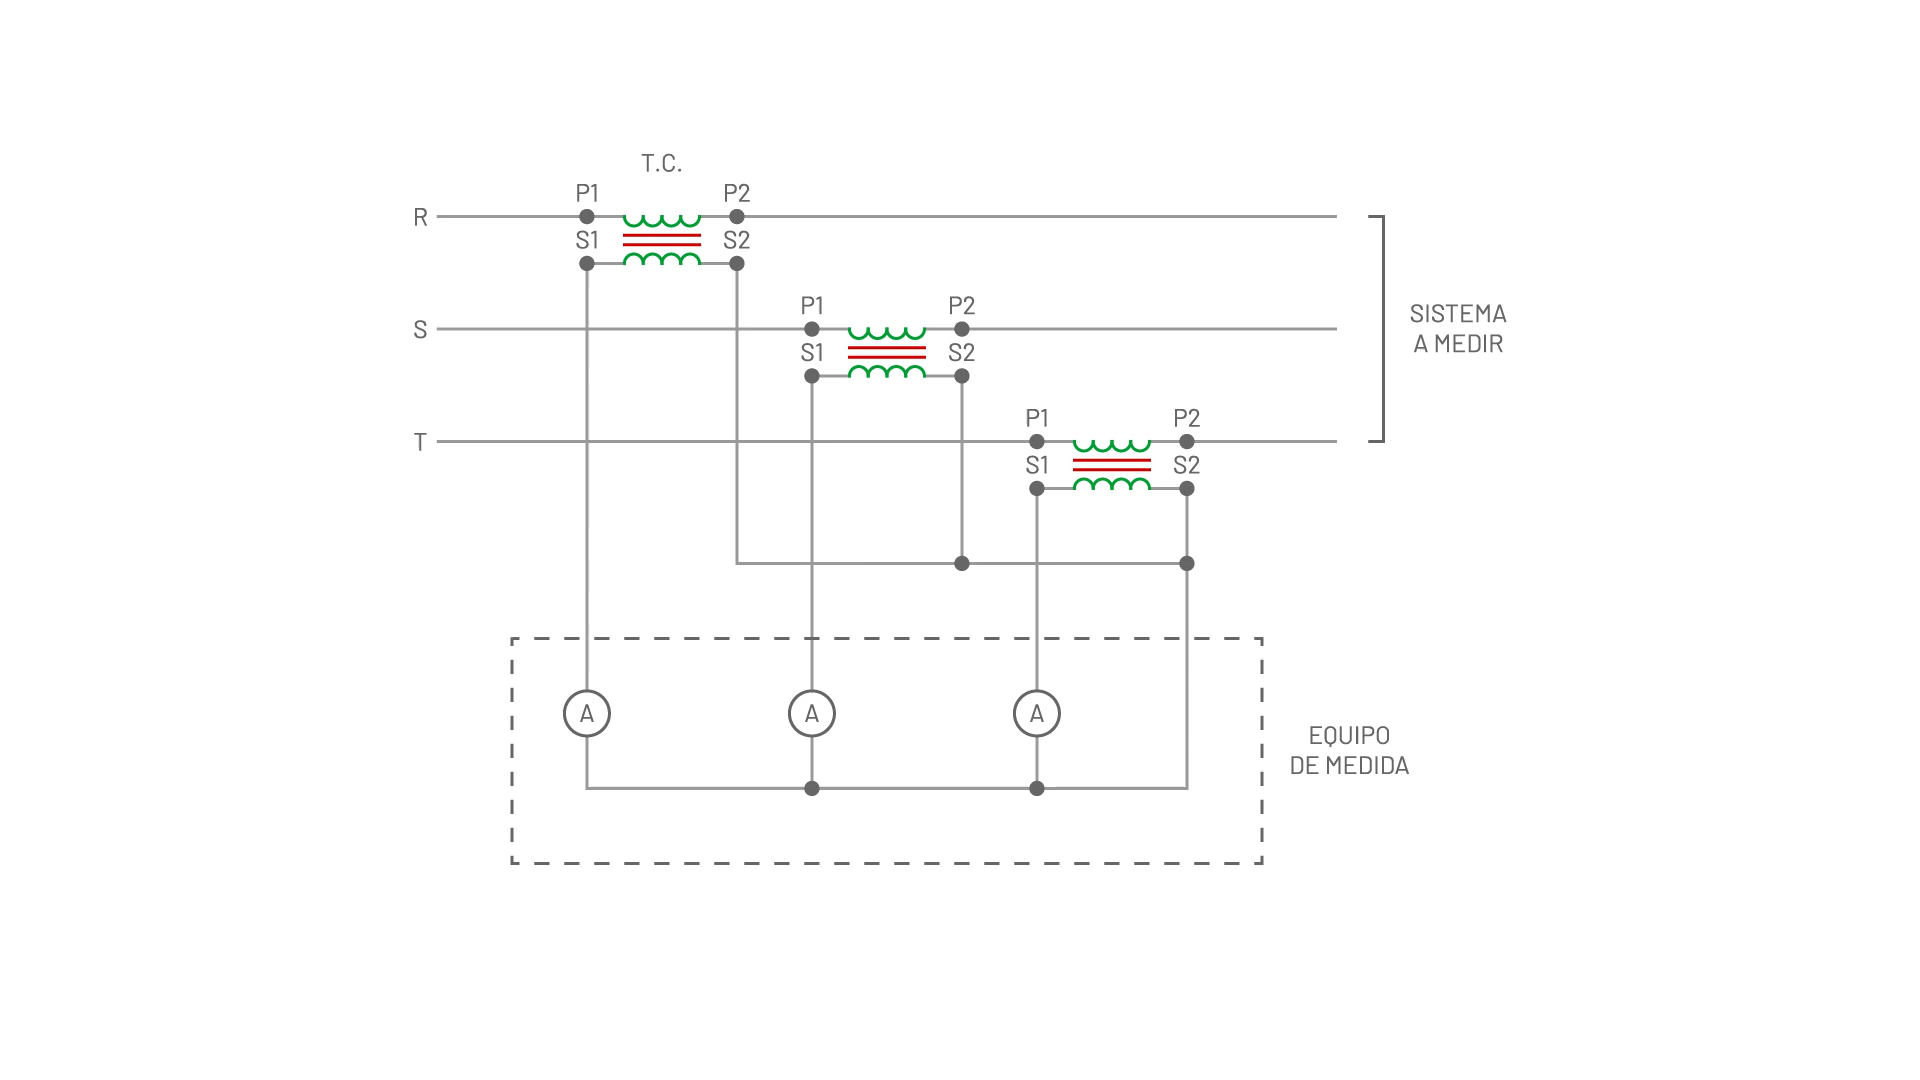 T.C.
P1 P2
R
S1 S2
P1 P2
S
S1 S2
SISTEMA
A MEDIR
P1 P2
T
S1 S2
A A A
EQUIPO
DE MEDIDA